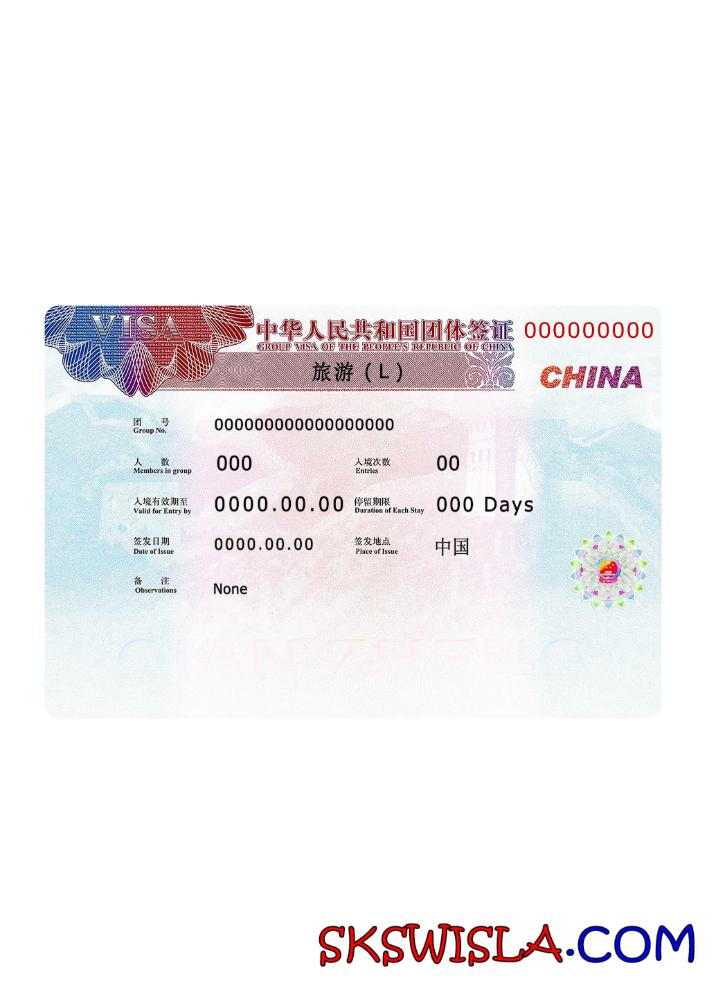 VISA 中华人民共和国团体签证 000000000
GROUP VISA OF THE PEOPLE'S REPUBLIC OF CHINA
旅游 ( L ) CHINA
团 号 000000000000000000
Group No.
人 数 000 入境次数 00
Members in group Entries
入境有效期至 0000.00.00 停留期限 000 Days
Valid for Entry by Duration of Each Stay
签发日期 0000.00.00 签发地点 中国
Date of Issue Place of Issue
备 注 None
Observations
QIANZHENG
SKSWISLA.COM